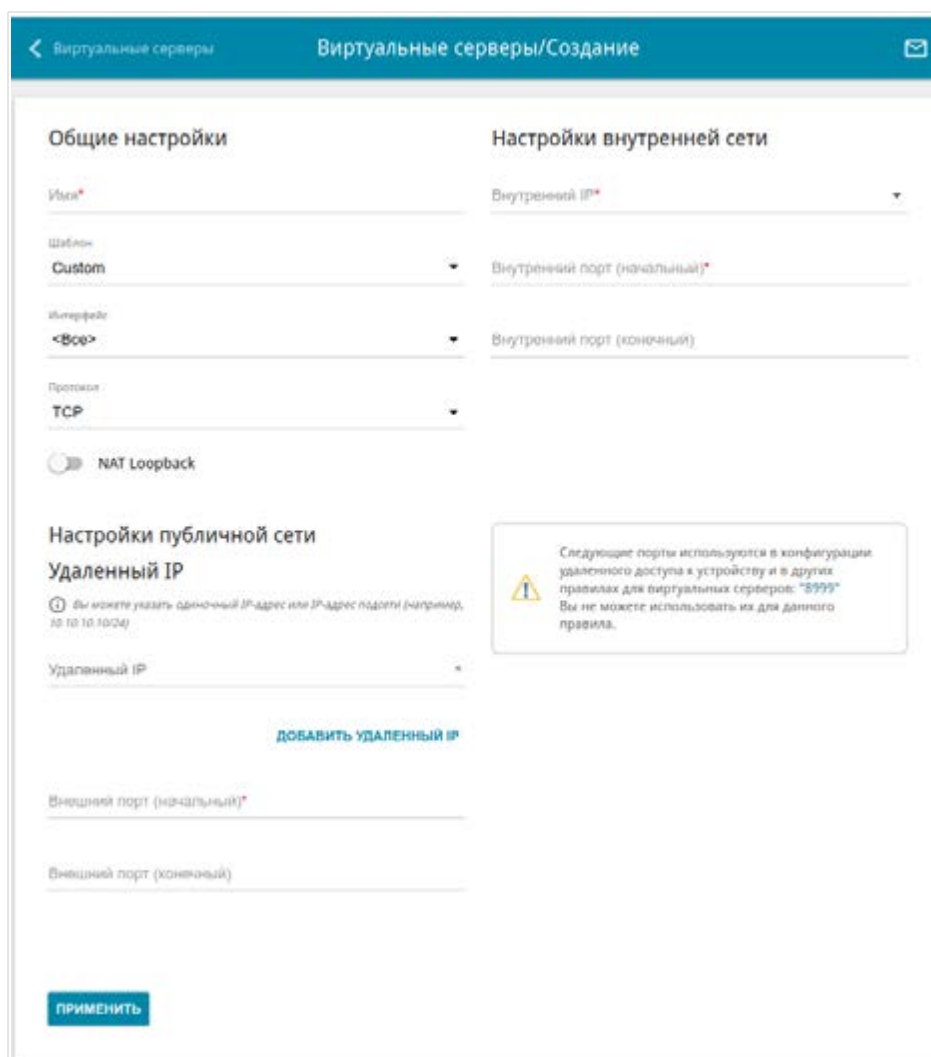 Виртуальные серверы
Виртуальные серверы/Создание
Общие настройки
Имя*
Шаблон
Custom
Интерфейс
<Все>
Протокол
TCP
NAT Loopback
Настройки внутренней сети
Внутренний IP*
Внутренний порт (начальный)*
Внутренний порт (конечный)
Настройки публичной сети
Удаленный IP
Вы можете указать одиночный IP-адрес или IP-адрес подсети (например,
10.10.10.10/24)
Удаленный IP
ДОБАВИТЬ УДАЛЕННЫЙ IP
Внешний порт (начальный)*
Внешний порт (конечный)
Следующие порты используются в конфигурации
удаленного доступа к устройству и в других
правилах для виртуальных серверов: "8999"
Вы не можете использовать их для данного
правила.
ПРИМЕНИТЬ